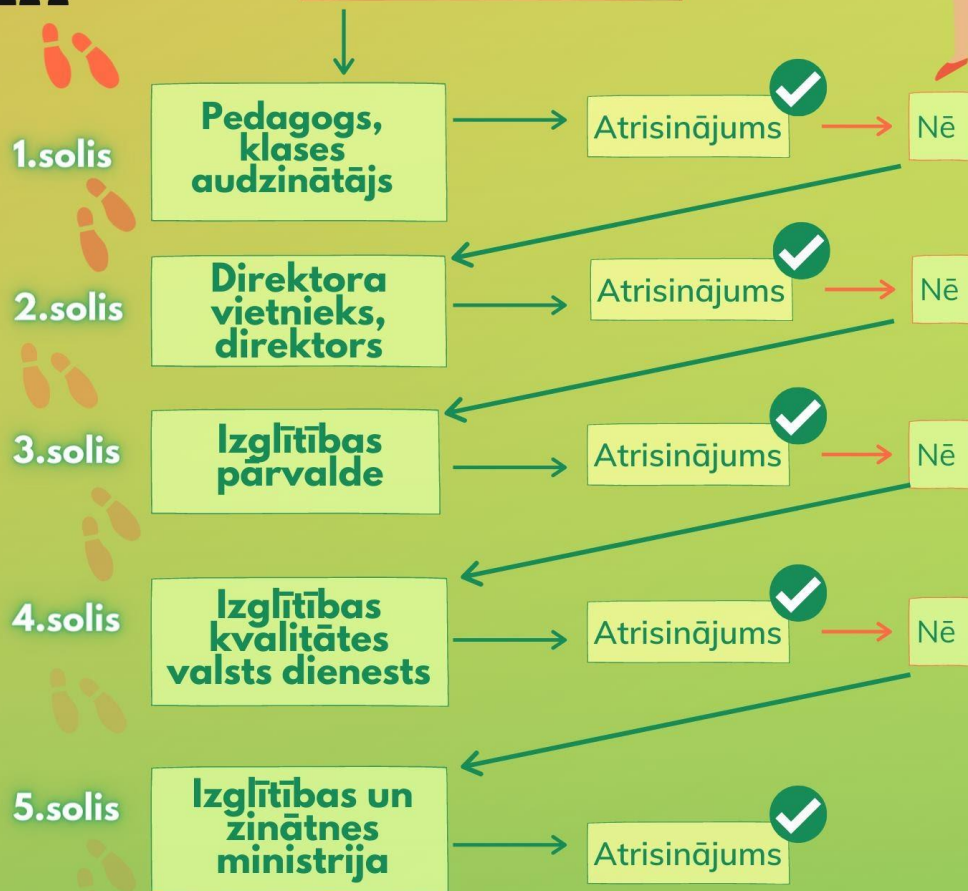 1.solis
Pedagogs,
klases
audzinātājs
Atrisinājums
Nē
2.solis
Direktora
vietnieks,
direktors
Atrisinājums
Nē
3.solis
Izglītības
pārvalde
Atrisinājums
Nē
4.solis
Izglītības
kvalitātes
valsts dienests
Atrisinājums
Nē
5.solis
Izglītības un
zinātnes
ministrija
Atrisinājums